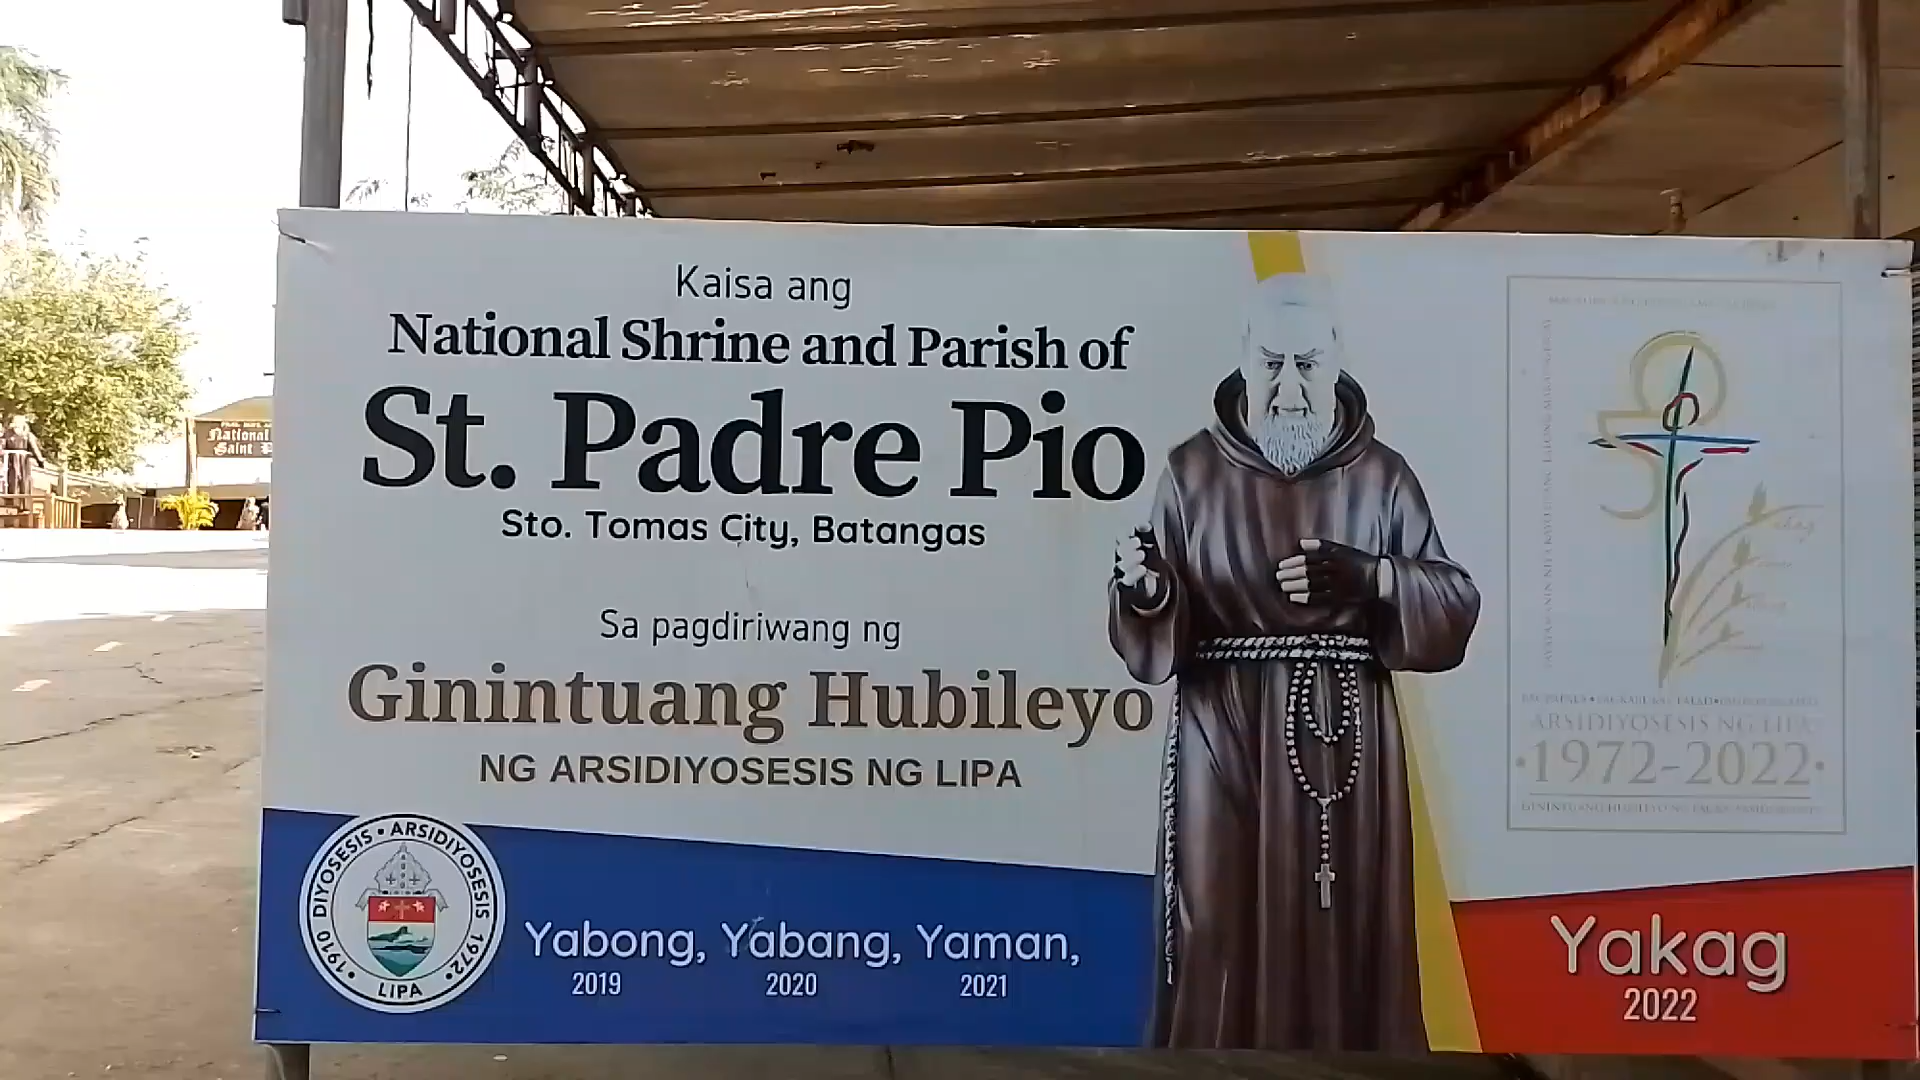 Kaisa ang
National Shrine and Parish of
St. Padre Pio
Sto. Tomas City, Batangas
Sa pagdiriwang ng
Ginintuang Hubileyo
NG ARSIDIYOSESIS NG LIPA
DIYOSESIS • ARSIDIYOSESIS
• 1910 1972 •
LIPA
Yabong, Yabang, Yaman,
2019 2020 2021
Yakag
2022
ARSIDIYOSESIS NG LIPA
•1972-2022•
National
Saint